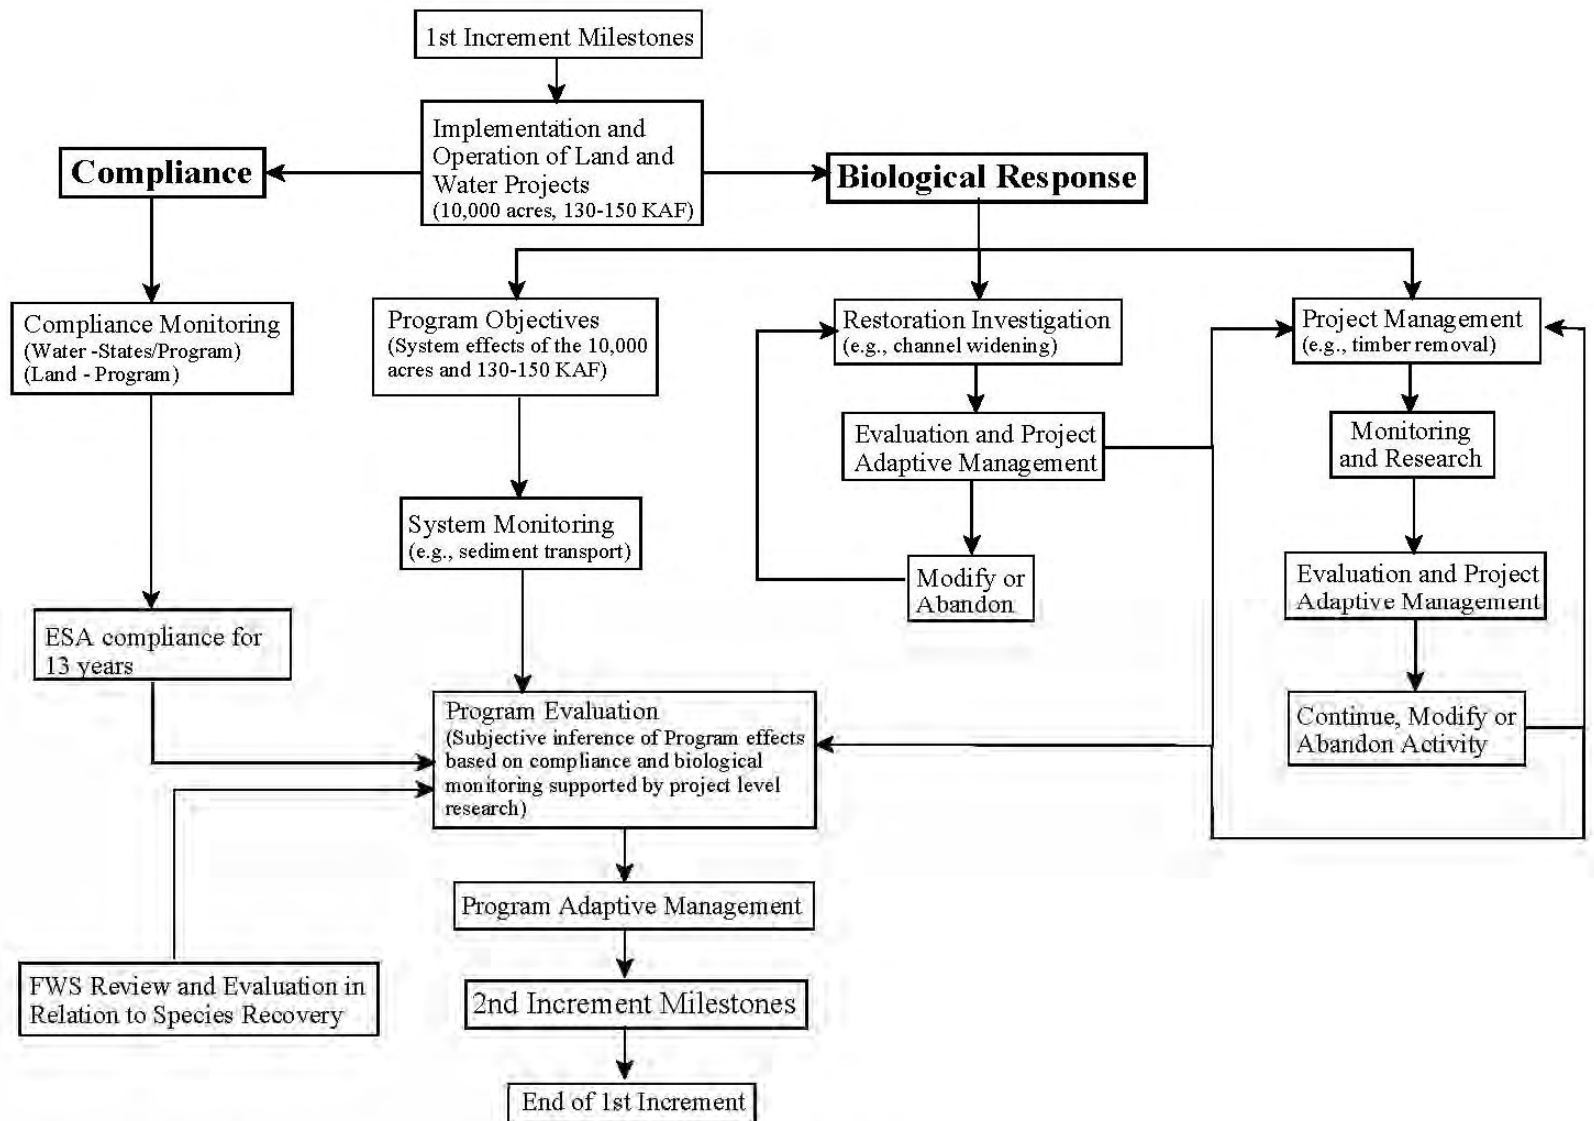 1st Increment Milestones
Implementation and
Operation of Land and
Water Projects
(10,000 acres, 130-150 KAF)
Compliance
Biological Response
Compliance Monitoring
(Water -States/Program)
(Land - Program)
Program Objectives
(System effects of the 10,000
acres and 130-150 KAF)
Restoration Investigation
(e.g., channel widening)
Project Management
(e.g., timber removal)
Evaluation and Project
Adaptive Management
Monitoring
and Research
System Monitoring
(e.g., sediment transport)
Modify or
Abandon
Evaluation and Project
Adaptive Management
ESA compliance for
13 years
Program Evaluation
(Subjective inference of Program effects
based on compliance and biological
monitoring supported by project level
research)
Continue, Modify or
Abandon Activity
Program Adaptive Management
FWS Review and Evaluation in
Relation to Species Recovery
2nd Increment Milestones
End of 1st Increment